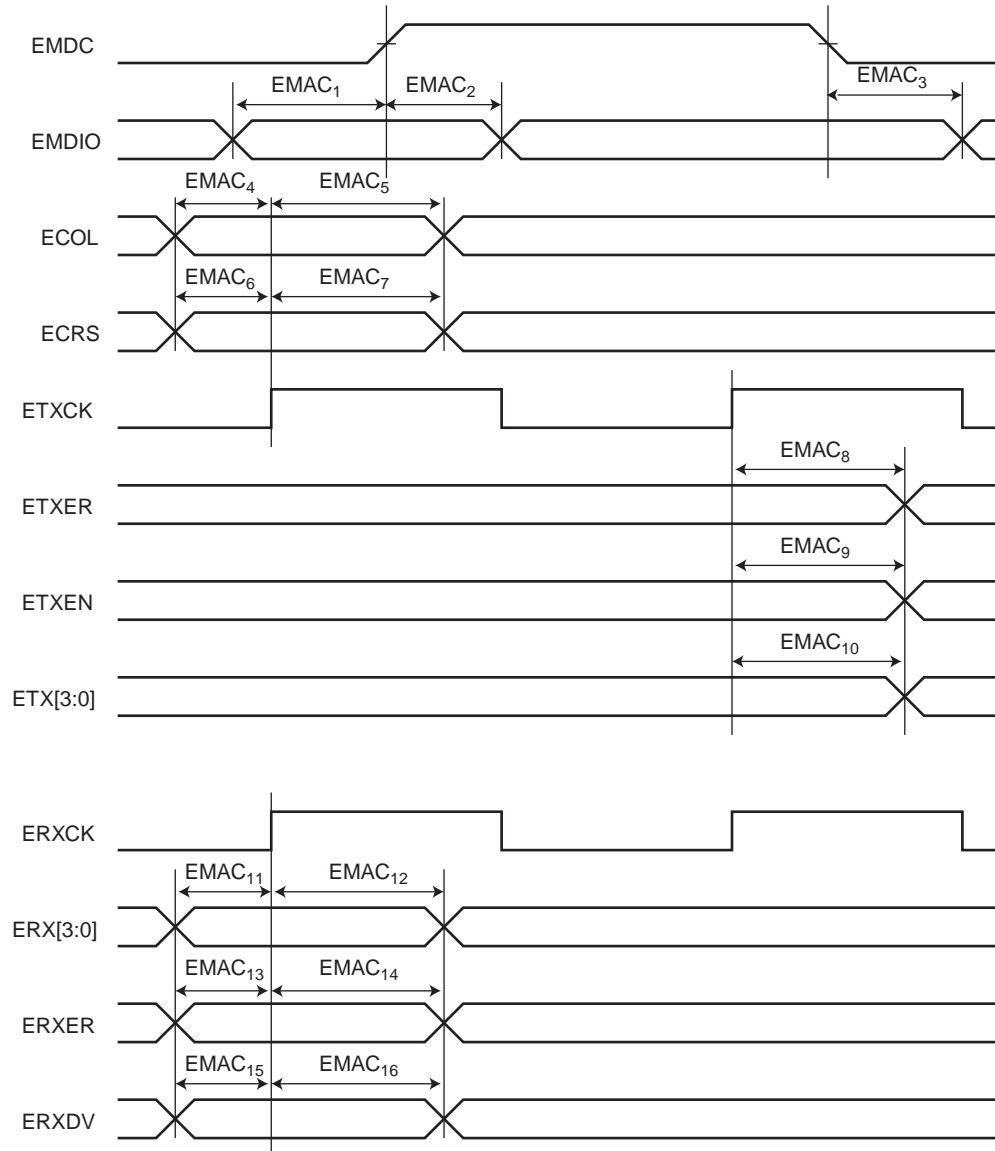 EMDC
EMAC₁ EMAC₂ EMAC₃
EMDIO
EMAC₄ EMAC₅
ECOL
EMAC₆ EMAC₇
ECRS
ETXCK
EMAC₈
ETXER
EMAC₉
ETXEN
EMAC₁₀
ETX[3:0]
ERXCK
EMAC₁₁ EMAC₁₂
ERX[3:0]
EMAC₁₃ EMAC₁₄
ERXER
EMAC₁₅ EMAC₁₆
ERXDV